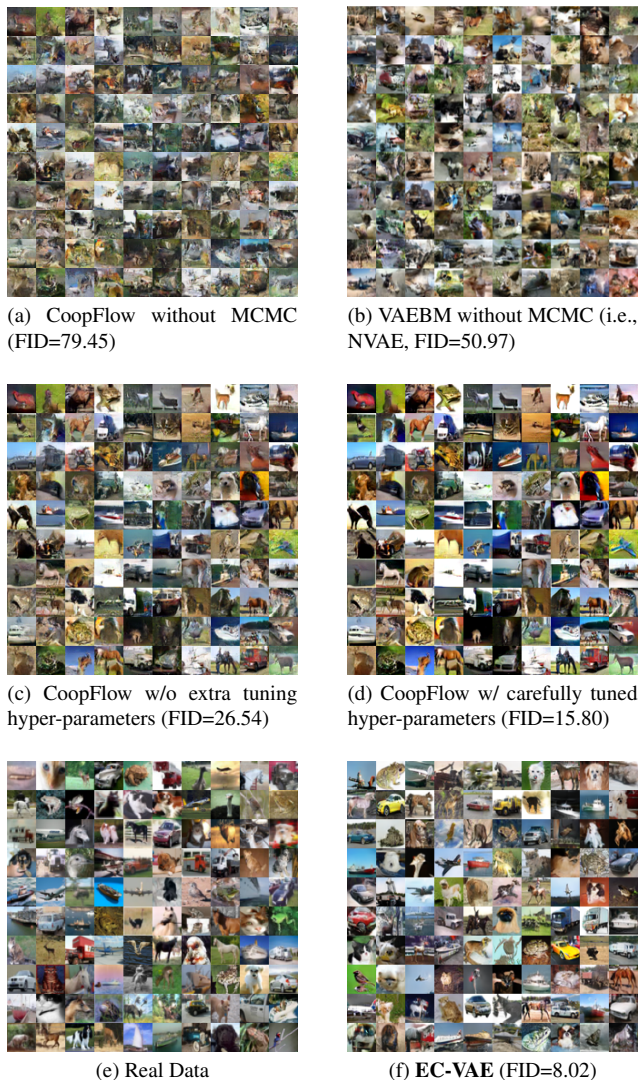 (a) CoopFlow without MCMC
(FID=79.45)
(b) VAEBM without MCMC (i.e.,
NVAE, FID=50.97)
(c) CoopFlow w/o extra tuning
hyper-parameters (FID=26.54)
(d) CoopFlow w/ carefully tuned
hyper-parameters (FID=15.80)
(e) Real Data
(f) EC-VAE (FID=8.02)